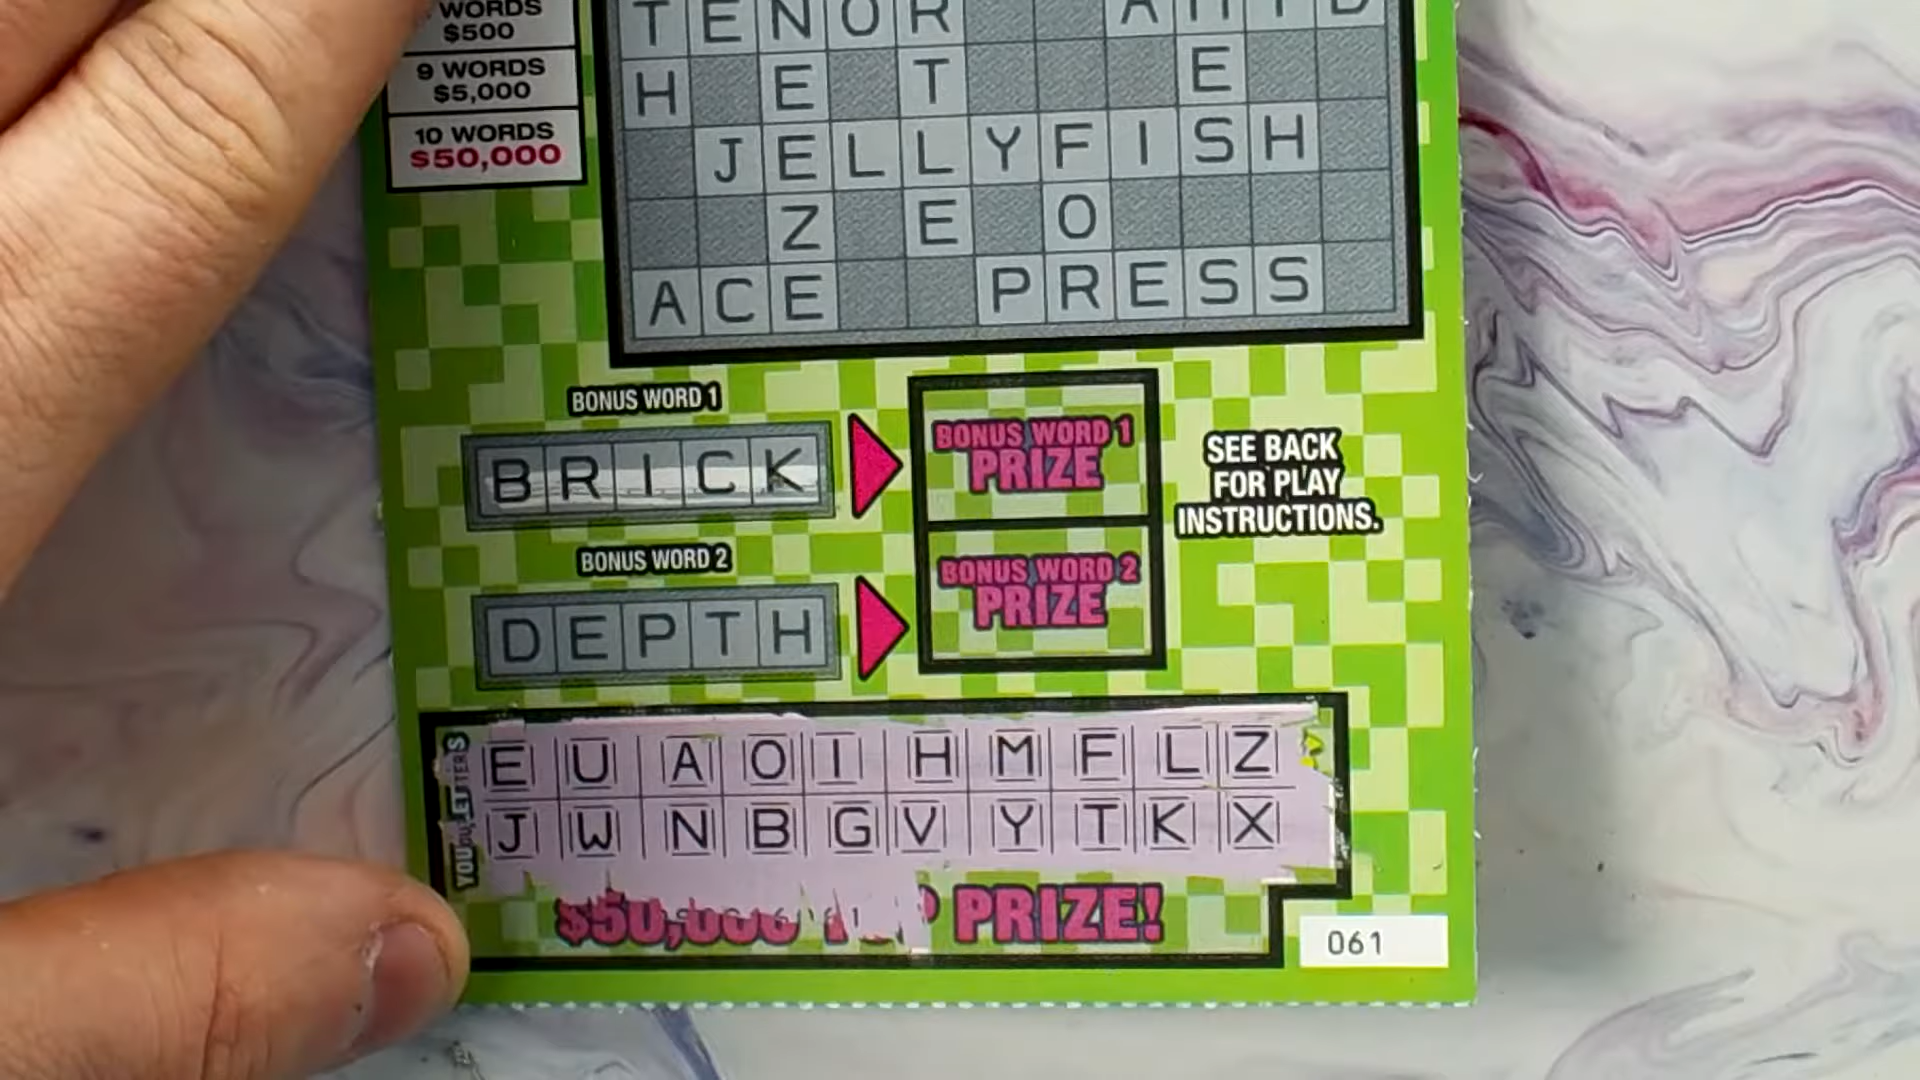 WORDS
$500
9 WORDS
$5,000
10 WORDS
$50,000
TENOR
H E T E
JELLYFISH
Z E O
ACE PRESS
BONUS WORD 1
BRICK
BONUS WORD 1
PRIZE
BONUS WORD 2
DEPTH
BONUS WORD 2
PRIZE
SEE BACK
FOR PLAY
INSTRUCTIONS.
E U A O I H M F L Z
J W N B G V Y T K X
PRIZE!
061